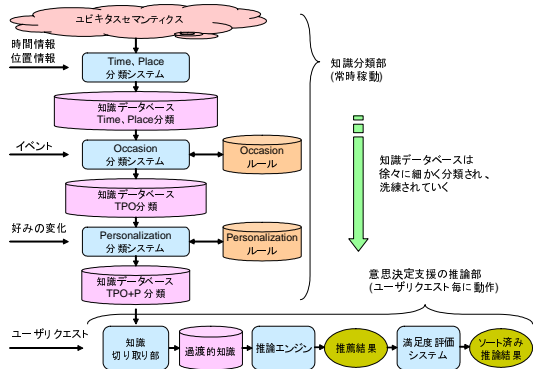 ユビキタスセマンティクス
時間情報
位置情報
Time、Place
分類システム
知識分類部
(常時稼動)
知識データベース
Time、Place分類
イベント
Occasion
分類システム
Occasion
ルール
知識データベースは
徐々に細かく分類され、
洗練されていく
知識データベース
TPO分類
好みの変化
Personalization
分類システム
Personalization
ルール
知識データベース
TPO+P 分類
意思決定支援の推論部
(ユーザリクエスト毎に動作)
ユーザリクエスト
知識
切り取り部
過渡的知識
推論エンジン
推薦結果
満足度評価
システム
ソート済み
推論結果